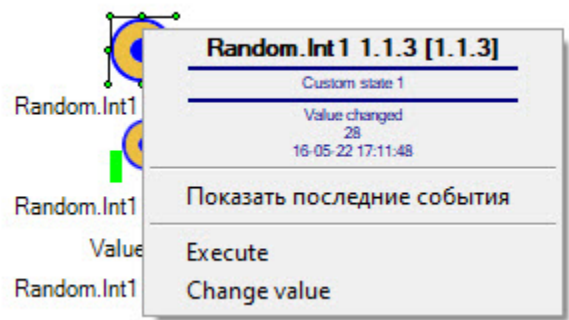 Random.Int1 1.1.3 [1.1.3]
Custom state 1
Random.Int1
Value changed
28
16-05-22 17:11:48
Показать последние события
Random.Int1
Value
Execute
Random.Int1
Change value